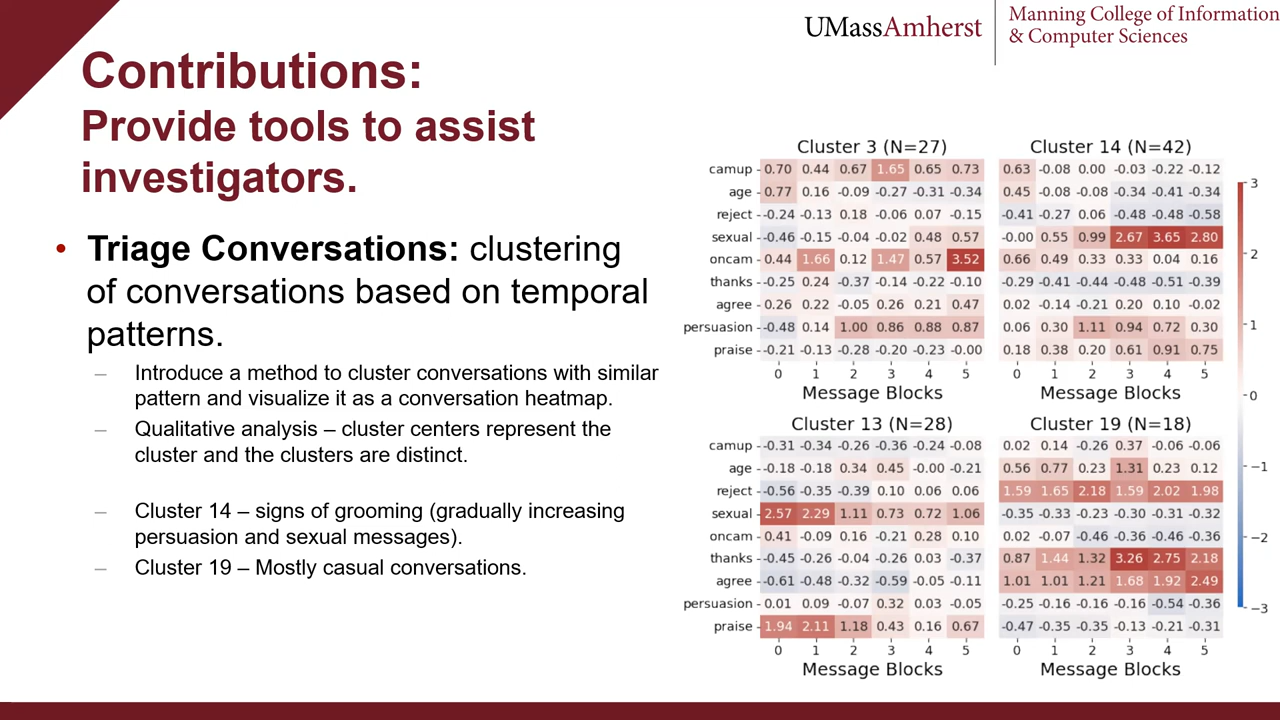 UMassAmherst
Manning College of Information
& Computer Sciences
Contributions:
Provide tools to assist
investigators.
• Triage Conversations: clustering
of conversations based on temporal
patterns.
– Introduce a method to cluster conversations with similar
pattern and visualize it as a conversation heatmap.
– Qualitative analysis – cluster centers represent the
cluster and the clusters are distinct.
– Cluster 14 – signs of grooming (gradually increasing
persuasion and sexual messages).
– Cluster 19 – Mostly casual conversations.
Cluster 3 (N=27)
camup 0.70 0.44 0.67 1.65 0.65 0.73
age 0.77 0.16 -0.09 -0.27 -0.31 -0.34
reject -0.24 -0.13 0.18 -0.06 0.07 -0.15
sexual -0.46 -0.15 -0.04 -0.02 0.48 0.57
oncam 0.44 1.66 0.12 1.47 0.57 3.52
thanks -0.25 0.24 -0.37 -0.14 -0.22 -0.10
agree 0.26 0.22 -0.05 0.26 0.21 0.47
persuasion -0.48 0.14 1.00 0.86 0.88 0.87
praise -0.21 -0.13 -0.28 -0.20 -0.23 -0.00
0 1 2 3 4 5
Message Blocks
Cluster 14 (N=42)
0.63 -0.08 0.00 -0.03 -0.22 -0.12
0.45 -0.08 -0.08 -0.34 -0.41 -0.34
-0.41 -0.27 0.06 -0.48 -0.48 -0.58
-0.00 0.55 0.99 2.67 3.65 2.80
0.66 0.49 0.33 0.33 0.04 0.16
-0.29 -0.41 -0.44 -0.48 -0.51 -0.39
0.02 -0.14 -0.21 0.20 0.10 -0.02
0.06 0.30 1.11 0.94 0.72 0.30
0.18 0.38 0.20 0.61 0.91 0.75
0 1 2 3 4 5
Message Blocks
Cluster 13 (N=28)
camup -0.31 -0.34 -0.26 -0.36 -0.24 -0.08
age -0.18 -0.18 0.34 0.45 -0.00 -0.21
reject -0.56 -0.35 -0.39 0.10 0.06 0.06
sexual 2.57 2.29 1.11 0.73 0.72 1.06
oncam 0.41 -0.09 0.16 -0.21 0.28 0.10
thanks -0.45 -0.26 -0.04 -0.26 0.03 -0.37
agree -0.61 -0.48 -0.32 -0.59 -0.05 -0.11
persuasion 0.01 0.09 -0.07 0.32 0.03 -0.05
praise 1.94 2.11 1.18 0.43 0.16 0.67
0 1 2 3 4 5
Message Blocks
Cluster 19 (N=18)
0.02 0.14 -0.26 0.37 -0.06 -0.06
0.56 0.77 0.23 1.31 0.23 0.12
1.59 1.65 2.18 1.59 2.02 1.98
-0.35 -0.33 -0.23 -0.30 -0.31 -0.32
0.02 -0.07 -0.46 -0.36 -0.46 -0.36
0.87 1.44 1.32 3.26 2.75 2.18
1.01 1.01 1.21 1.68 1.92 2.49
-0.25 -0.16 -0.16 -0.16 -0.54 -0.36
-0.47 -0.35 -0.35 -0.13 -0.21 -0.31
0 1 2 3 4 5
Message Blocks
3
2
1
0
−1
−2
−3